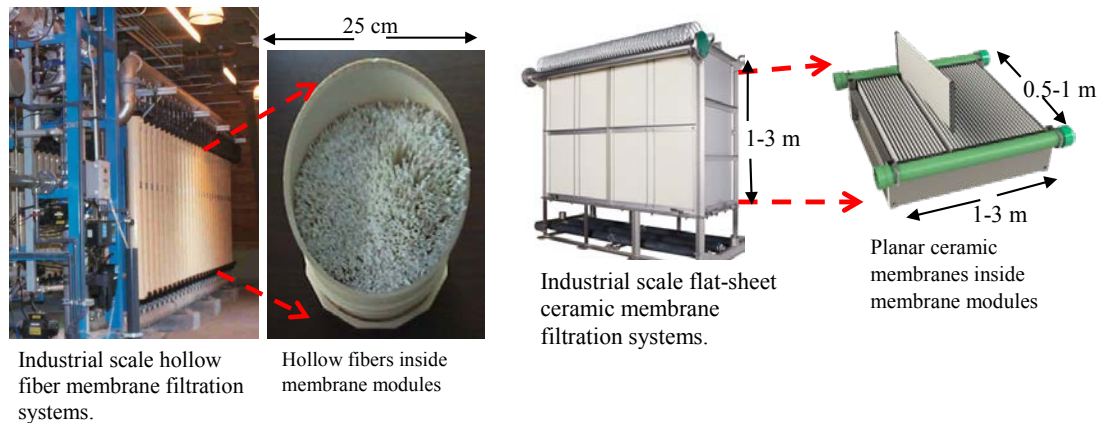 25 cm
1-3 m
0.5-1 m
1-3 m
Industrial scale hollow
fiber membrane filtration
systems.
Hollow fibers inside
membrane modules
Industrial scale flat-sheet
ceramic membrane
filtration systems.
Planar ceramic
membranes inside
membrane modules